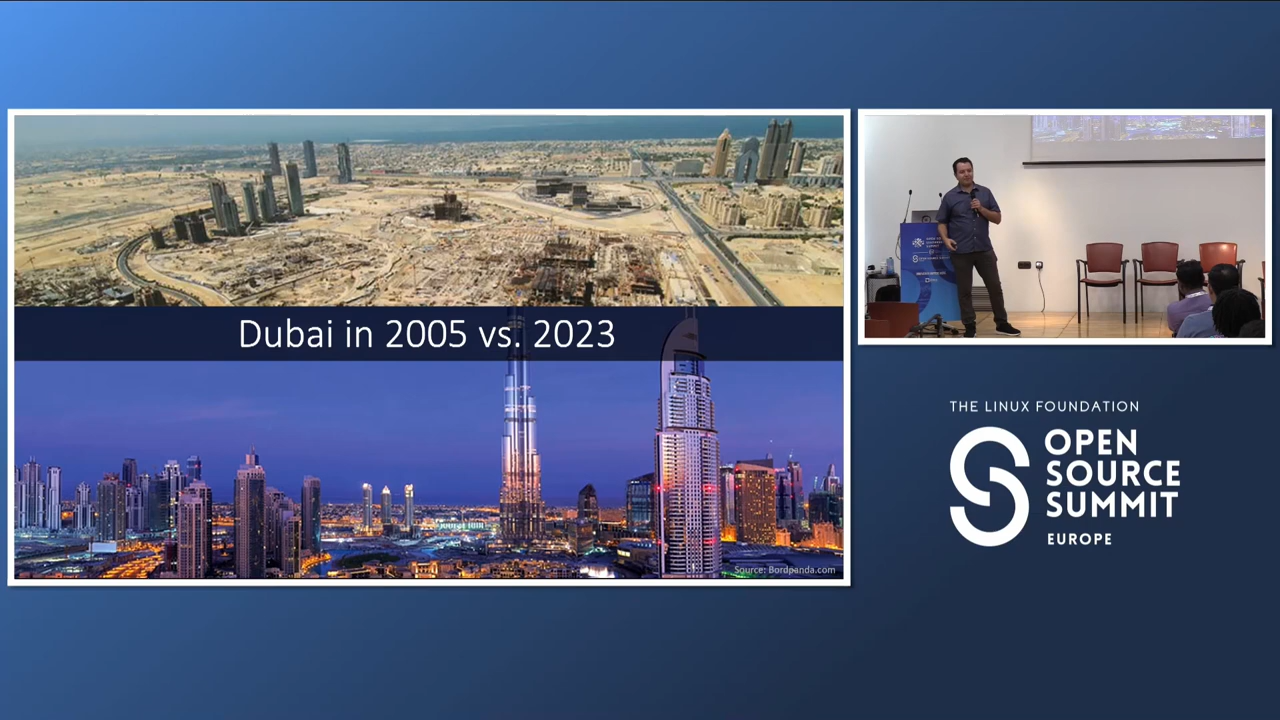 Dubai in 2005 vs. 2023
Source: Bordpanda.com
THE LINUX FOUNDATION
OPEN
SOURCE
SUMMIT
EUROPE